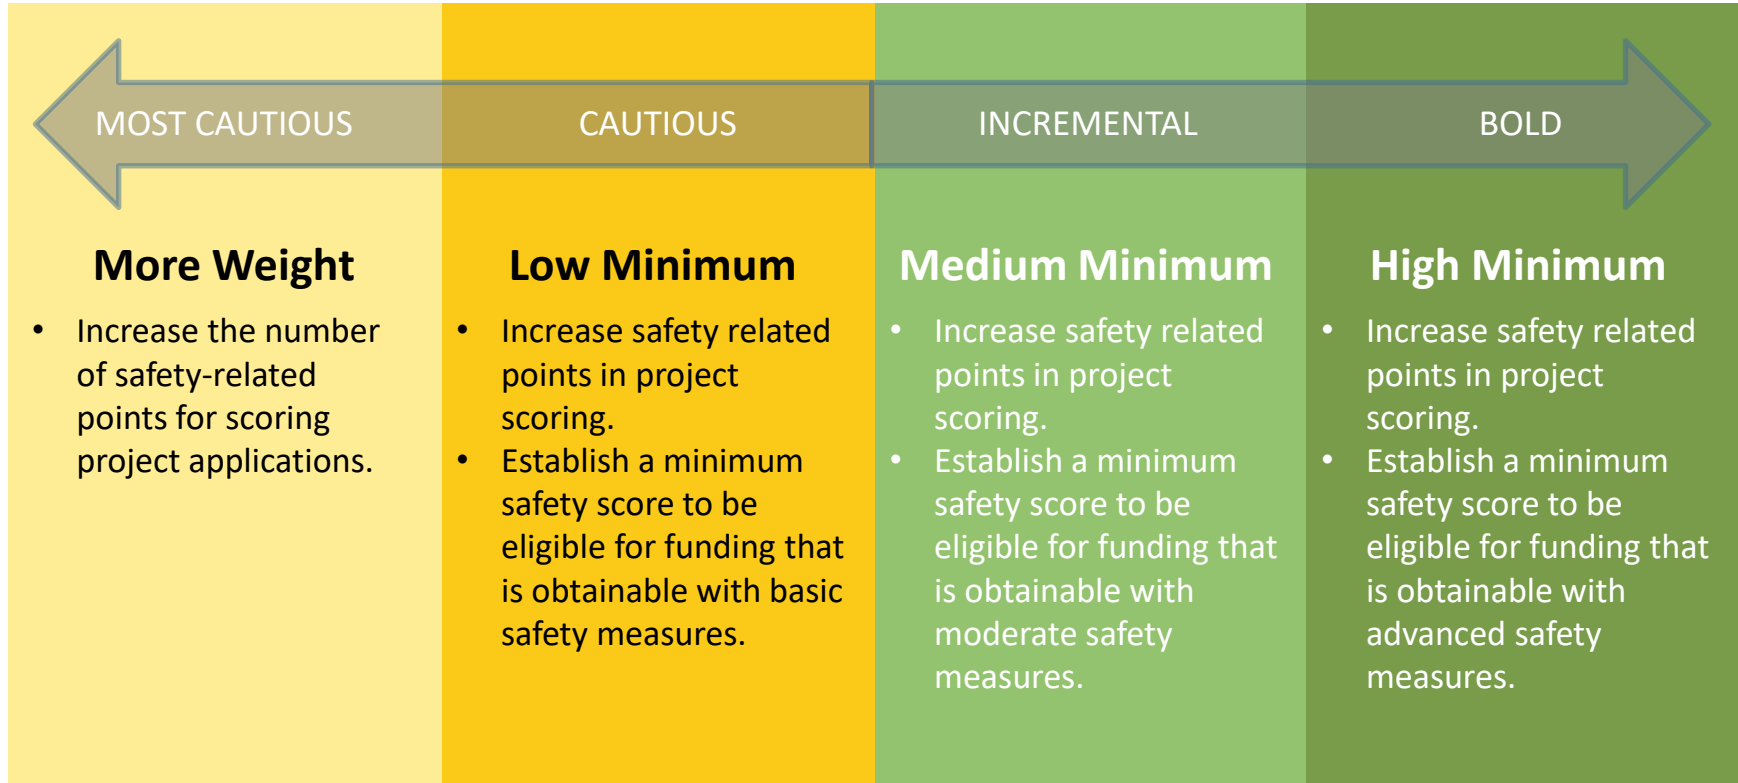 MOST CAUTIOUS
CAUTIOUS
INCREMENTAL
BOLD
More Weight
• Increase the number
of safety-related
points for scoring
project applications.
Low Minimum
• Increase safety related
points in project
scoring.
• Establish a minimum
safety score to be
eligible for funding that
is obtainable with basic
safety measures.
Medium Minimum
• Increase safety related
points in project
scoring.
• Establish a minimum
safety score to be
eligible for funding that
is obtainable with
moderate safety
measures.
High Minimum
• Increase safety related
points in project
scoring.
• Establish a minimum
safety score to be
eligible for funding that
is obtainable with
advanced safety
measures.